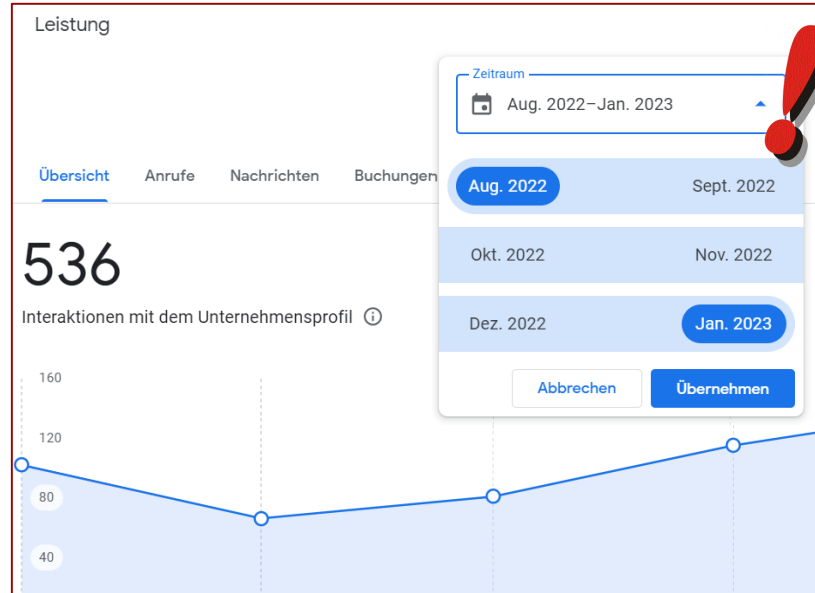 Leistung
Zeitraum
Aug. 2022–Jan. 2023
Übersicht Anrufe Nachrichten Buchungen
Aug. 2022 Sept. 2022
Okt. 2022 Nov. 2022
Dez. 2022 Jan. 2023
Abbrechen Übernehmen
536
Interaktionen mit dem Unternehmensprofil
160
120
80
40